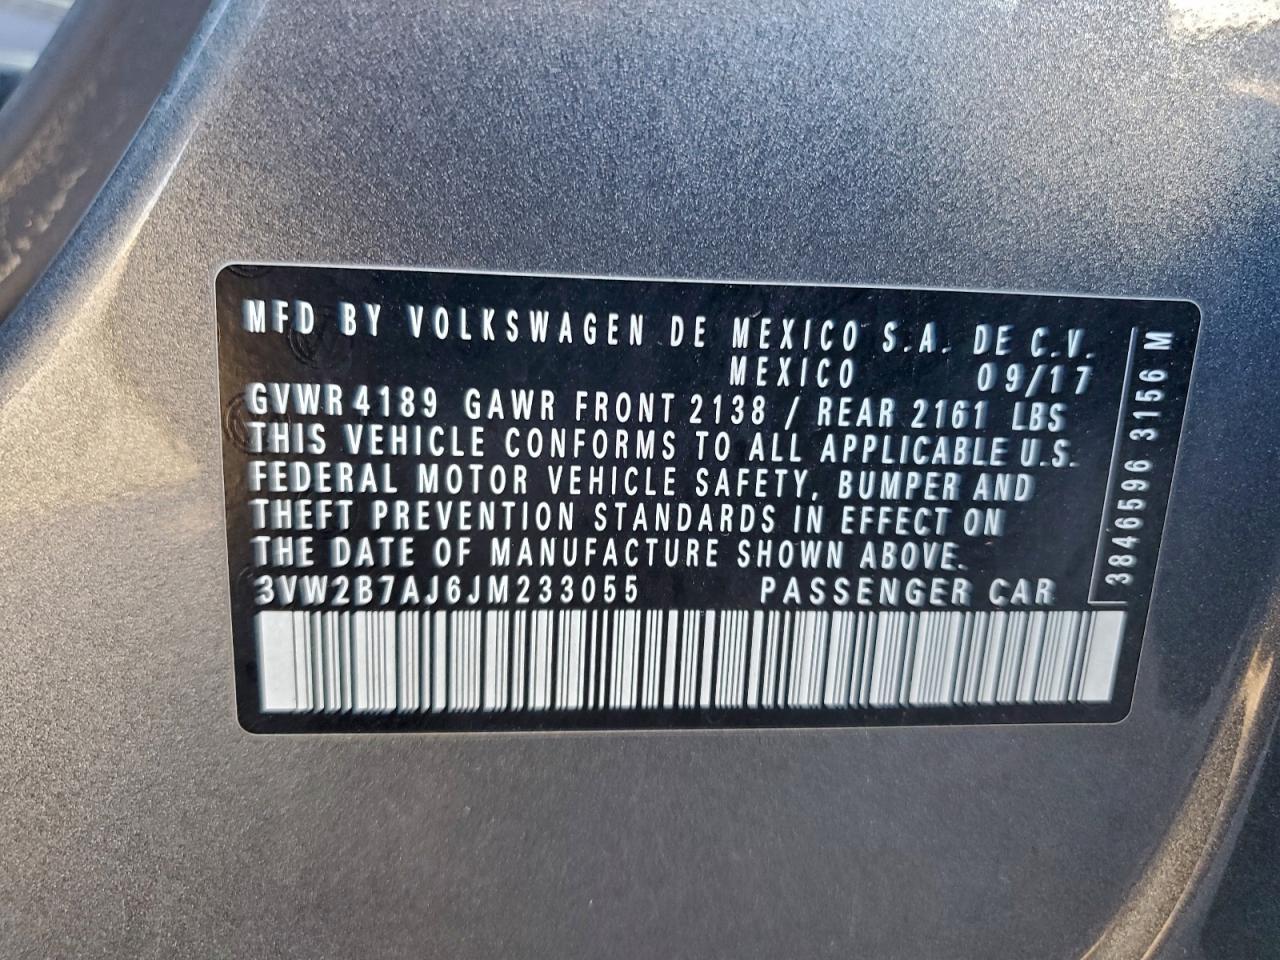 MFD BY VOLKSWAGEN DE MEXICO S.A. DE C.V.
MEXICO 09/17
GVWR 4189 GAWR FRONT 2138 / REAR 2161 LBS
THIS VEHICLE CONFORMS TO ALL APPLICABLE U.S.
FEDERAL MOTOR VEHICLE SAFETY, BUMPER AND
THEFT PREVENTION STANDARDS IN EFFECT ON
THE DATE OF MANUFACTURE SHOWN ABOVE.
3VW2B7AJ6JM233055 PASSENGER CAR
3846596 3156 M